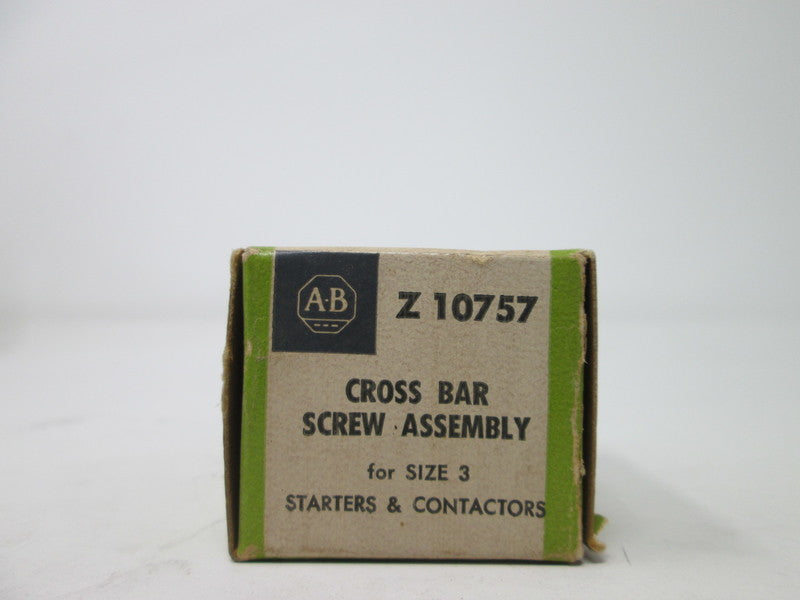 A-B
Z 10757
CROSS BAR
SCREW ASSEMBLY
for SIZE 3
STARTERS & CONTACTORS